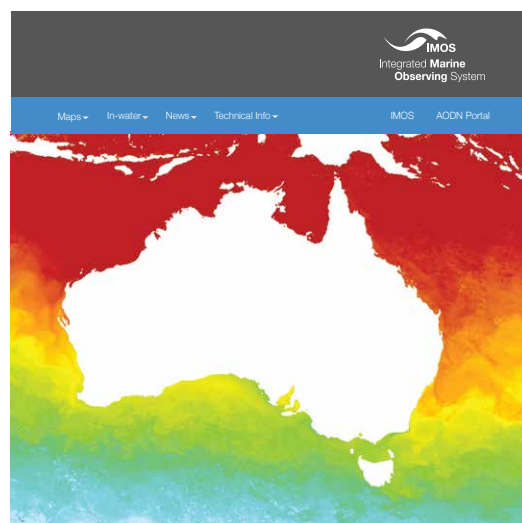 IMOS
Integrated Marine
Observing System
Maps In-water News Technical Info IMOS AODN Portal